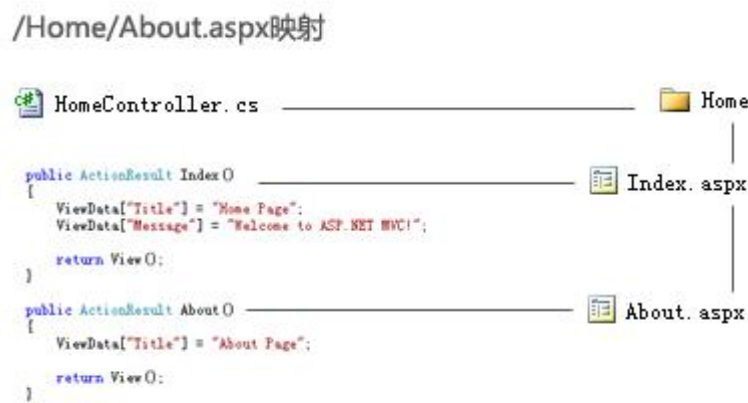 /Home/About.aspx映射
HomeController.cs Home
public ActionResult Index() Index.aspx
{
ViewData["Title"] = "Home Page";
ViewData["Message"] = "Welcome to ASP.NET MVC!";
return View();
}
public ActionResult About() About.aspx
{
ViewData["Title"] = "About Page";
return View();
}